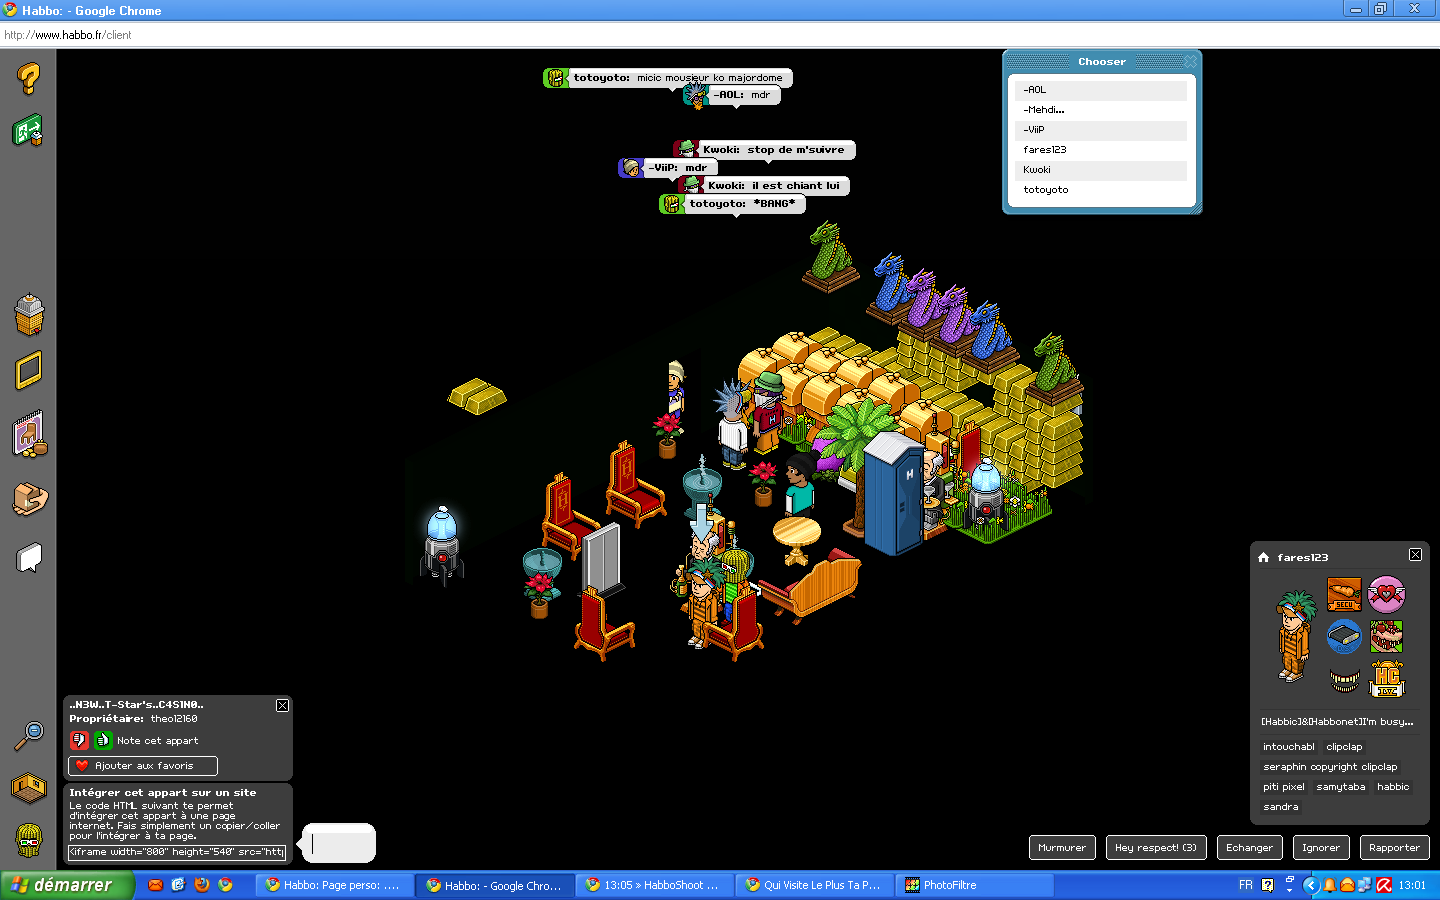 Habbo: - Google Chrome
http://www.habbo.fr/client
totoyoto: micic mousieur ko majordome
-AOL: mdr
Kwoki: stop de m'suivre
-ViiP: mdr
Kwoki: il est chiant lui
totoyoto: *BANG*
Chooser
-AOL
-Mehdi...
-ViiP
fares123
Kwoki
totoyoto
fares123
[Habbic]&[Habbonet]I'm busy...
intouchabl clipclap
seraphin copyright clipclap
piti pixel samytaba habbic
sandra
..N3W..T-Star's..C4S1N0..
Propriétaire: theo12160
Note cet appart
Ajouter aux favoris
Intégrer cet appart sur un site
Le code HTML suivant te permet
d'intégrer cet appart à une page
internet. Fais simplement un copier/coller
pour l'intégrer à ta page.
<iframe width="800" height="540" src="http
Murmurer Hey respect! (3) Echanger Ignorer Rapporter
démarrer Habbo: Page perso: .... Habbo: - Google Chro... 13:05 » HabboShoot ... Qui Visite Le Plus Ta P... PhotoFiltre FR 13:01